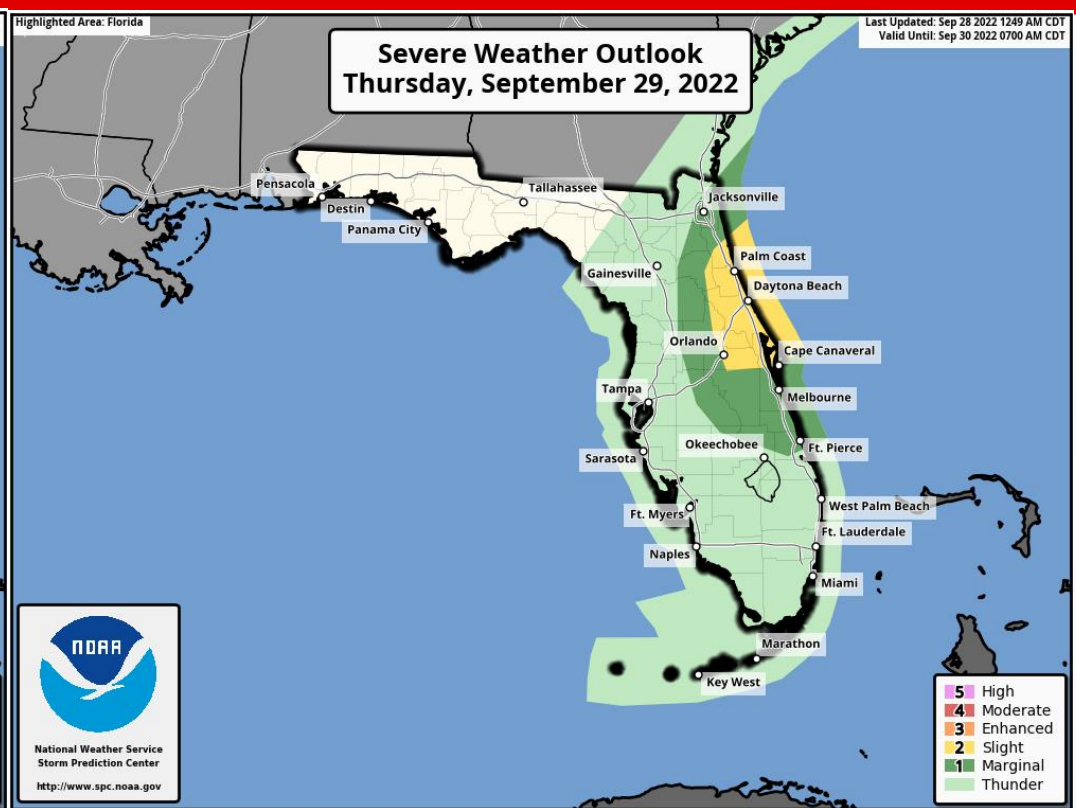 Highlighted Area: Florida
Last Updated: Sep 28 2022 1249 AM CDT
Valid Until: Sep 30 2022 0700 AM CDT
Severe Weather Outlook
Thursday, September 29, 2022
Pensacola
Tallahassee
Destin
Panama City
Jacksonville
Palm Coast
Gainesville
Daytona Beach
Orlando
Cape Canaveral
Tampa
Melbourne
Okeechobee
Ft. Pierce
Sarasota
Ft. Myers
West Palm Beach
Ft. Lauderdale
Naples
Miami
Marathon
Key West
NOAA
National Weather Service
Storm Prediction Center
http://www.spc.noaa.gov
5 High
4 Moderate
3 Enhanced
2 Slight
1 Marginal
Thunder